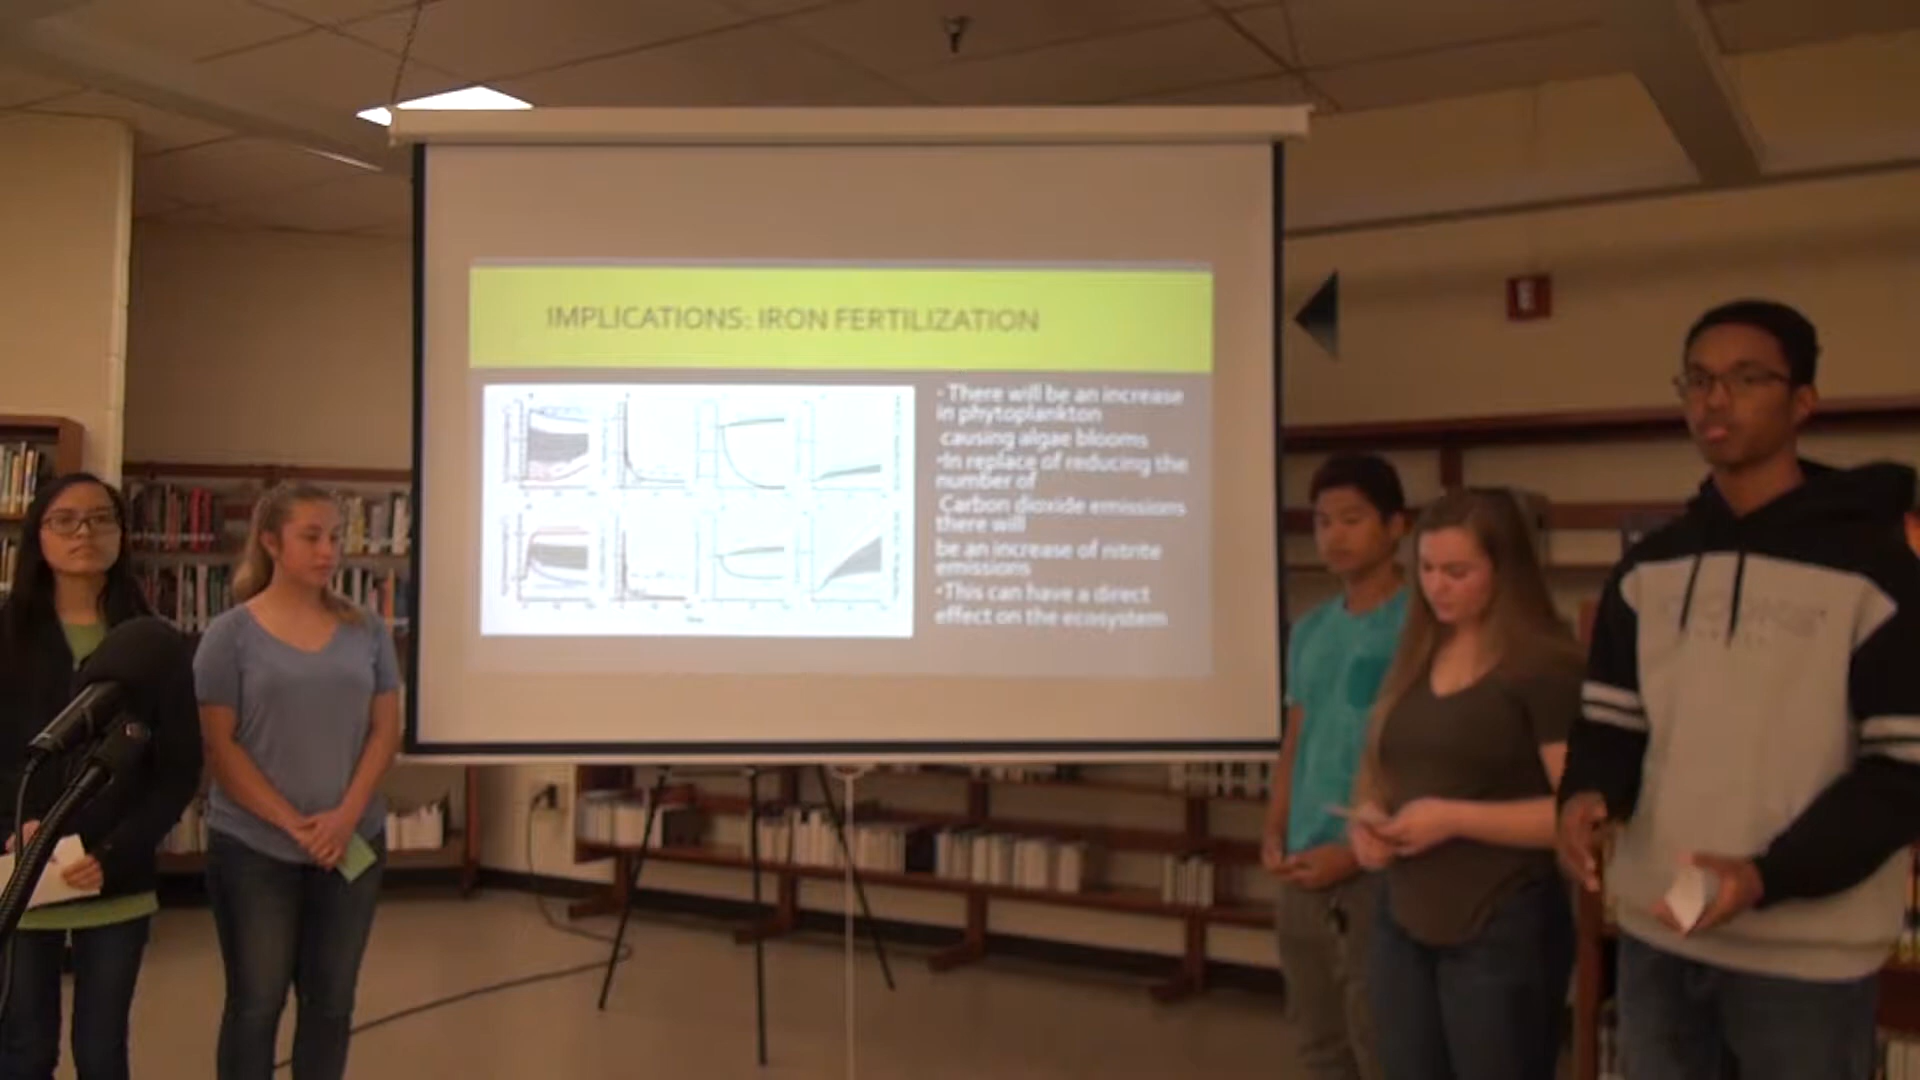 IMPLICATIONS: IRON FERTILIZATION
• There will be an increase
in phytoplankton
causing algae blooms
•In replace of reducing the
number of
Carbon dioxide emissions
there will
be an increase of nitrite
emissions
•This can have a direct
effect on the ecosystem
E